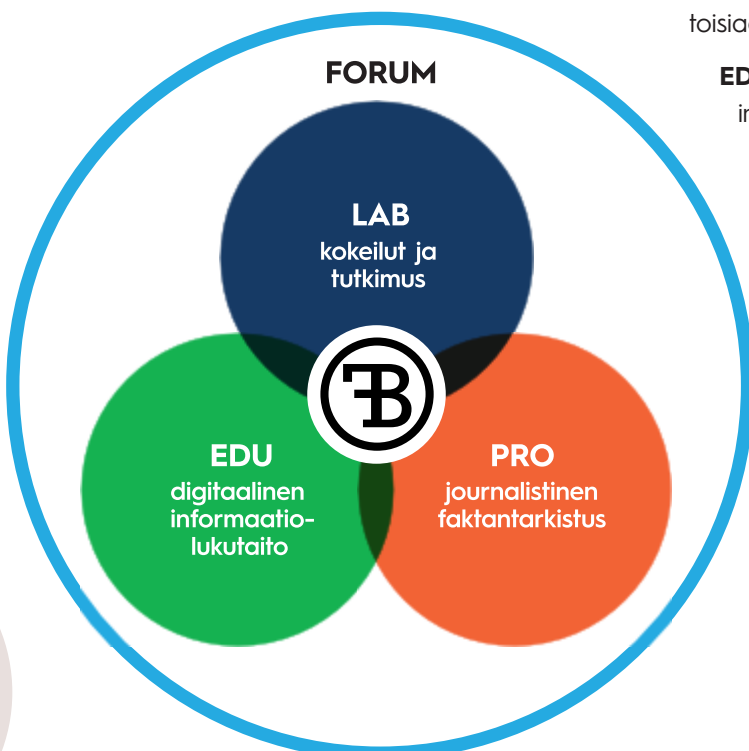 FORUM
LAB
kokeilut ja
tutkimus
EDU
digitaalinen
informaatio-
lukutaito
PRO
journalistinen
faktantarkistus